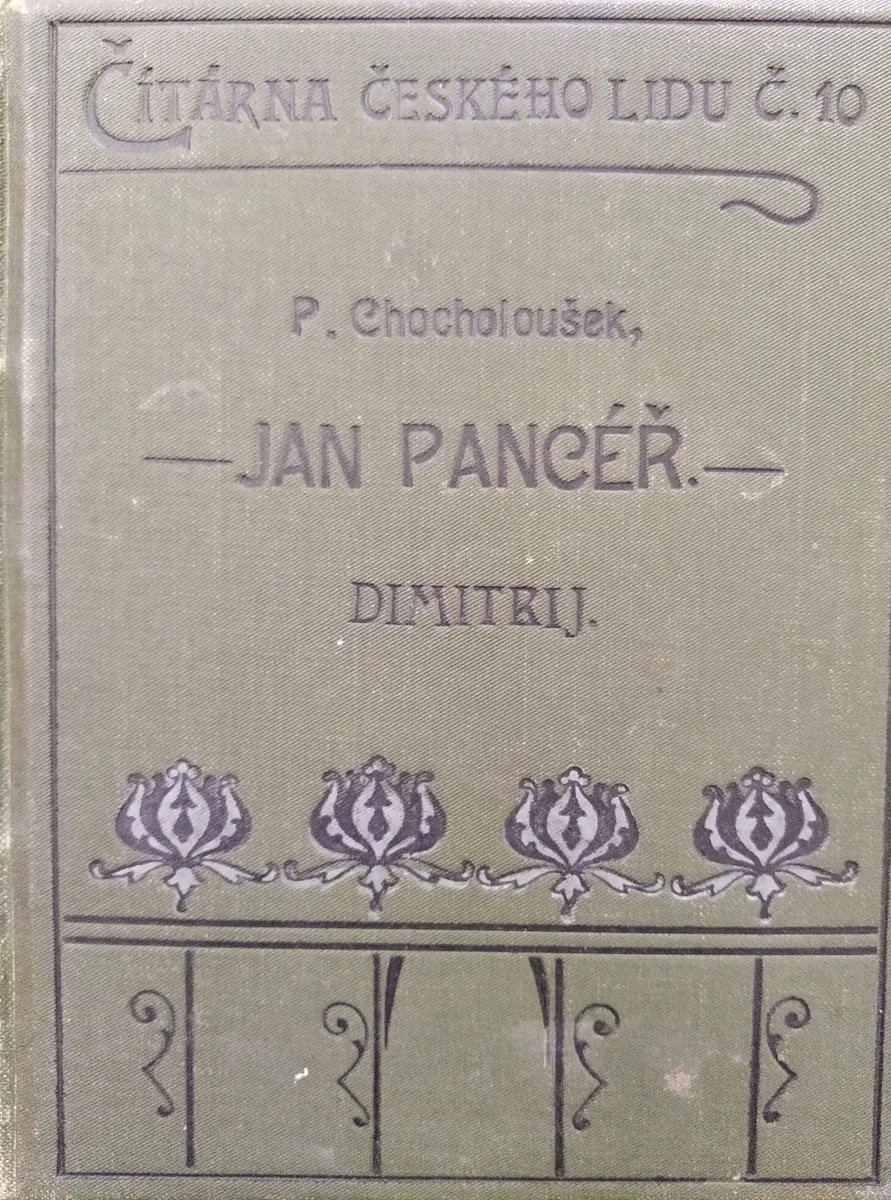 ČÍTÁRNA ČESKÉHO LIDU Č. 10
P. Chocholoušek,
—JAN PANCÉŘ.—
DIMITRIJ.